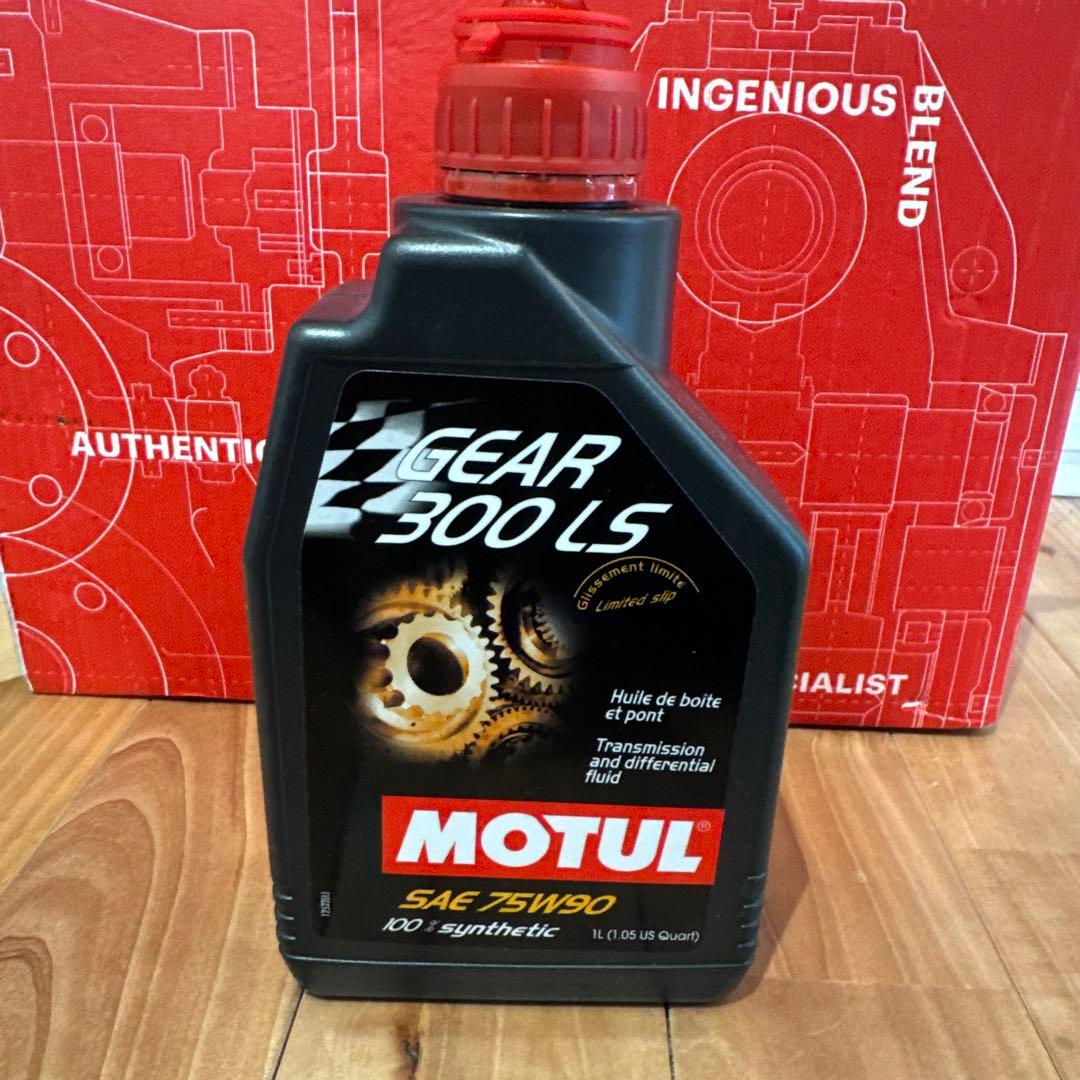 INGENIOUS
BLEND
AUTHENTIC
GEAR
300 LS
Glissement limité
Limited slip
Huile de boîte
et pont
Transmission
and differential
fluid
IALIST
MOTUL®
SAE 75W90
100 % synthetic
1L (1.05 US Quart)